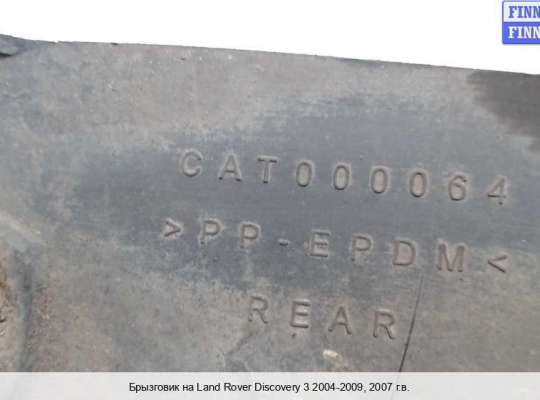 FINN
FINN
CAT000064
>PP-EPDM<
REAR
Брызговик на Land Rover Discovery 3 2004-2009, 2007 г.в.